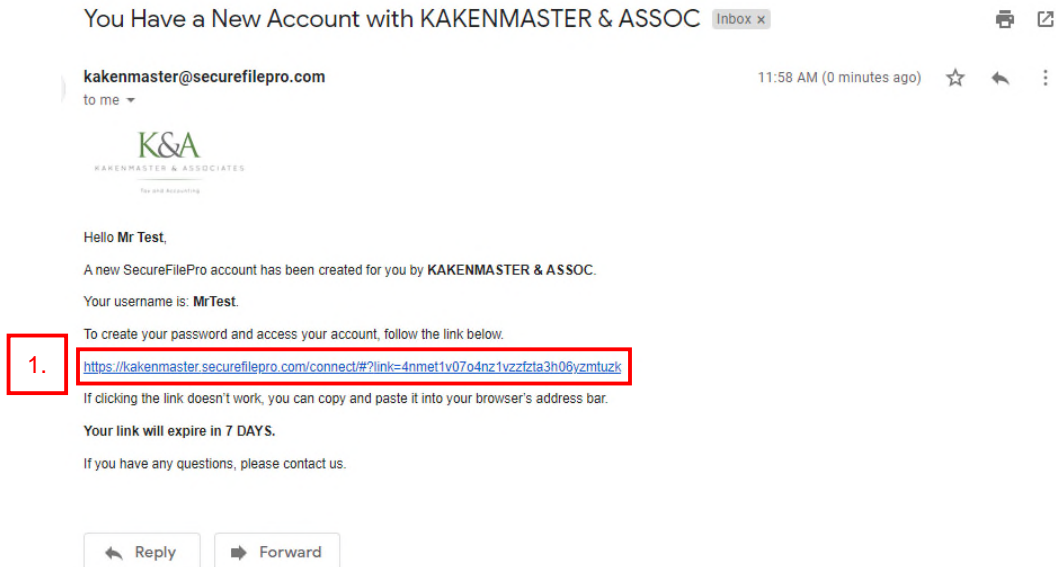 You Have a New Account with KAKENMASTER & ASSOC Inbox x
kakenmaster@securefilepro.com 11:58 AM (0 minutes ago)
to me
K&A
KAKENMASTER & ASSOCIATES
Tax and Accounting
Hello Mr Test,
A new SecureFilePro account has been created for you by KAKENMASTER & ASSOC.
Your username is: MrTest.
To create your password and access your account, follow the link below.
1. https://kakenmaster.securefilepro.com/connect/#?link=4nmet1v07o4nz1vzzfzta3h06yzmtuzk
If clicking the link doesn't work, you can copy and paste it into your browser's address bar.
Your link will expire in 7 DAYS.
If you have any questions, please contact us.
Reply Forward